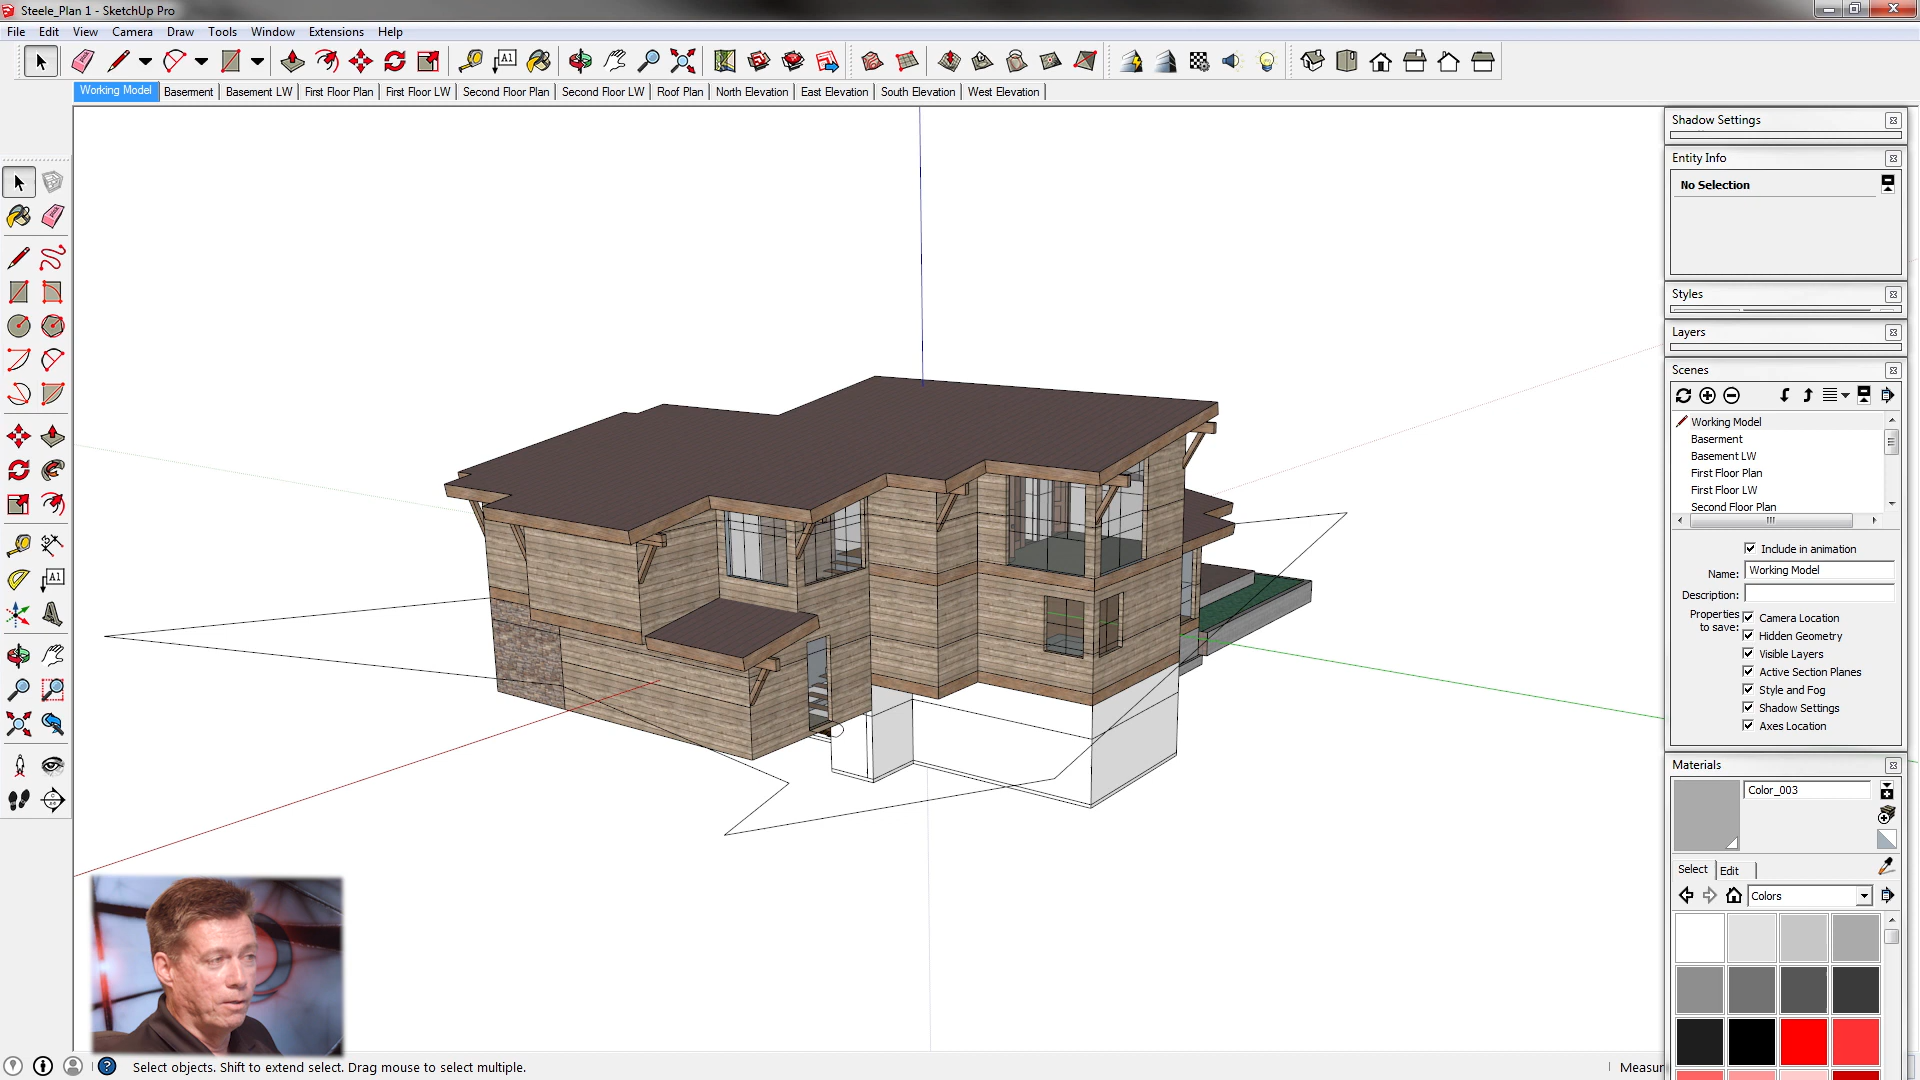 Steele_Plan 1 - SketchUp Pro
File Edit View Camera Draw Tools Window Extensions Help
A1
Working Model Baserment Basement LW First Floor Plan First Floor LW Second Floor Plan Second Floor LW Roof Plan North Elevation East Elevation South Elevation West Elevation
Shadow Settings
Entity Info
No Selection
Styles
Layers
Scenes
Working Model
Baserment
Basement LW
First Floor Plan
First Floor LW
Second Floor Plan
Include in animation
Name: Working Model
Description:
Properties to save:
Camera Location
Hidden Geometry
Visible Layers
Active Section Planes
Style and Fog
Shadow Settings
Axes Location
Materials
Color_003
Select Edit
Colors
A1
Select objects. Shift to extend select. Drag mouse to select multiple.